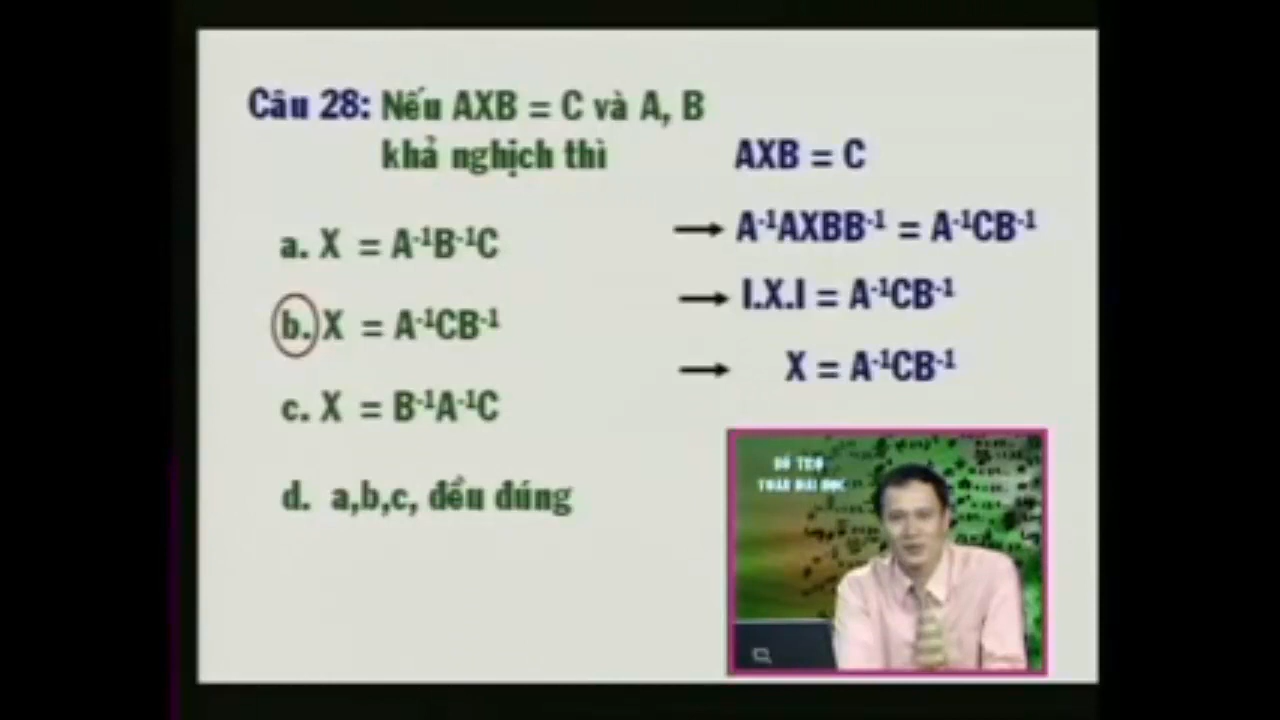 Câu 28: Nếu AXB = C và A, B
khả nghịch thì
a. X = A⁻¹B⁻¹C
b. X = A⁻¹CB⁻¹
c. X = B⁻¹A⁻¹C
d. a,b,c, đều đúng
AXB = C
→ A⁻¹AXBB⁻¹ = A⁻¹CB⁻¹
→ I.X.I = A⁻¹CB⁻¹
→ X = A⁻¹CB⁻¹